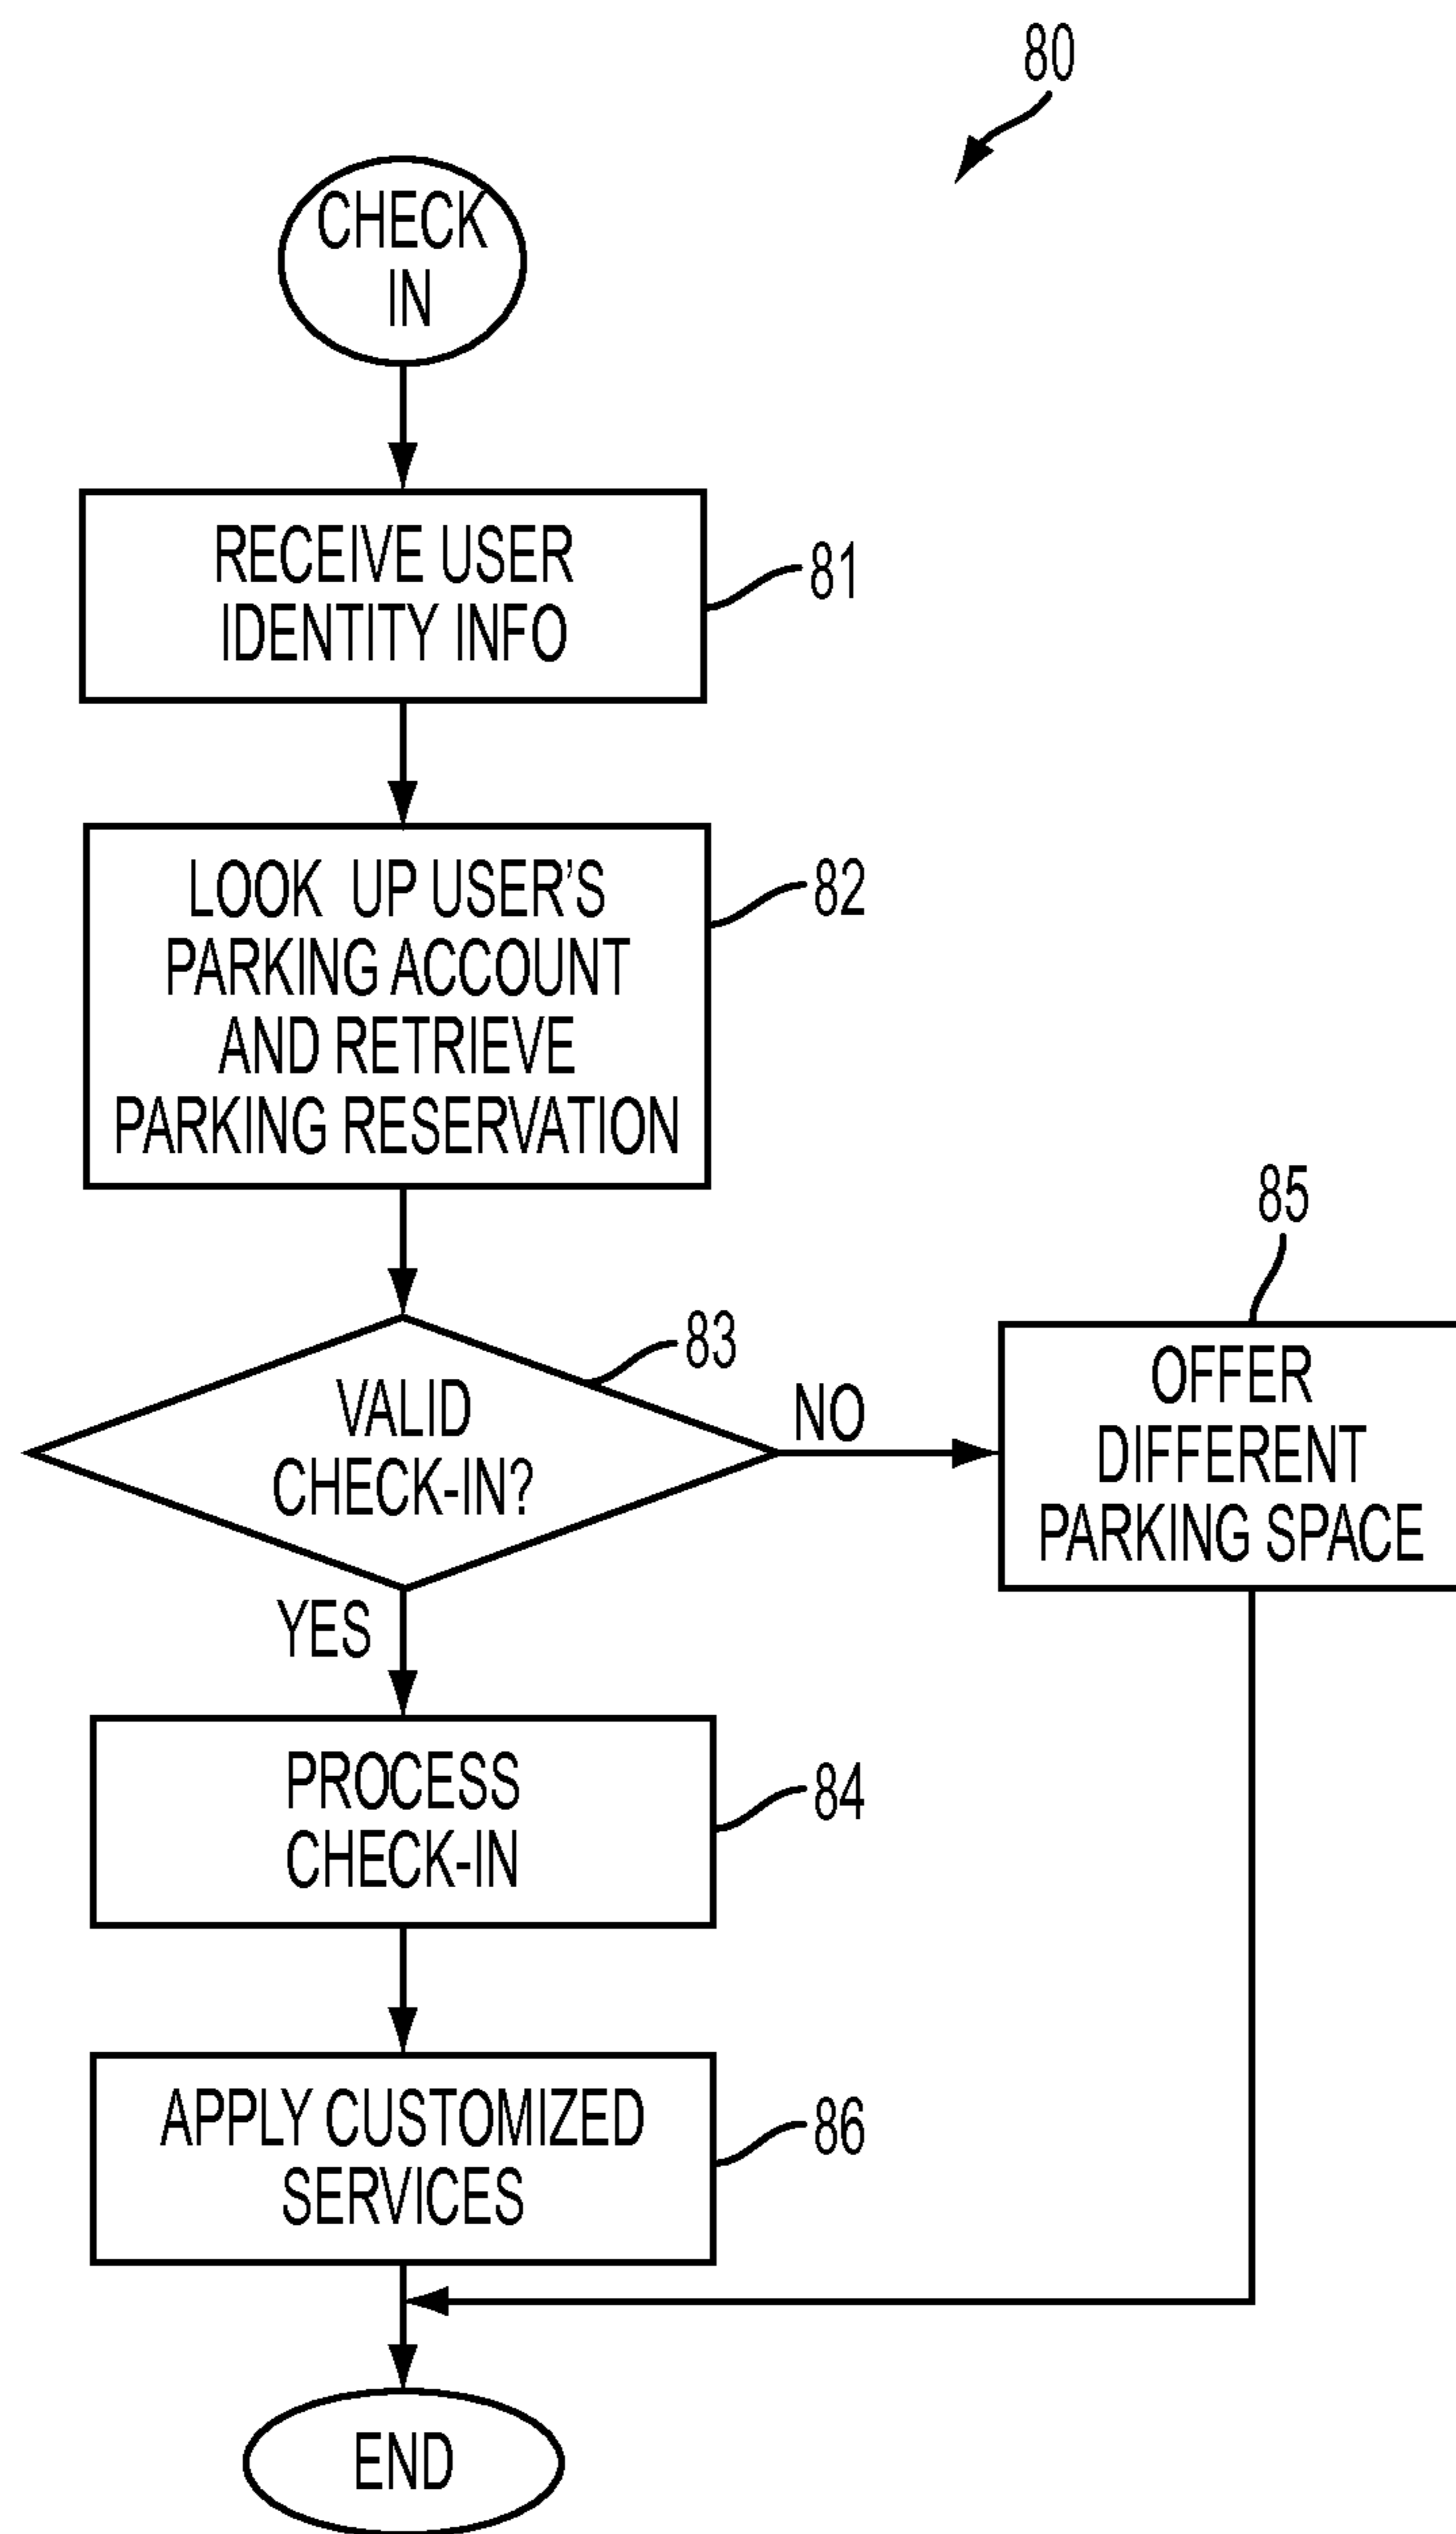 80
CHECK
IN
RECEIVE USER
IDENTITY INFO
81
LOOK UP USER'S
PARKING ACCOUNT
AND RETRIEVE
PARKING RESERVATION
82
VALID
CHECK-IN?
83
NO
85
OFFER
DIFFERENT
PARKING SPACE
YES
PROCESS
CHECK-IN
84
APPLY CUSTOMIZED
SERVICES
86
END